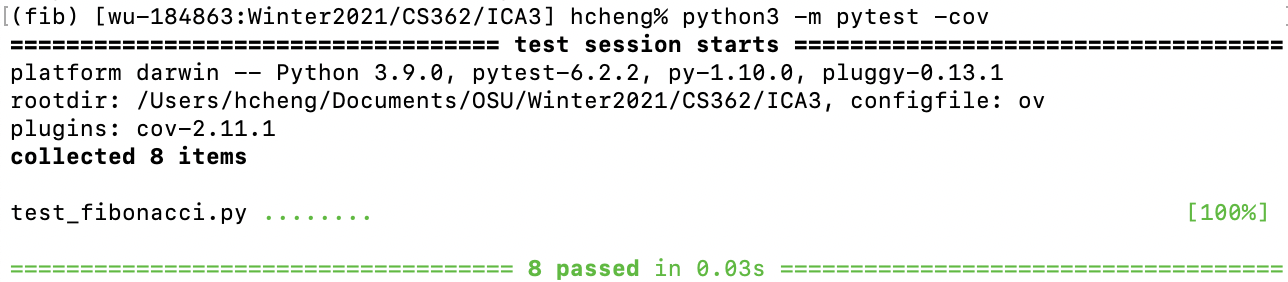 (fib) [wu-184863:Winter2021/CS362/ICA3] hcheng% python3 -m pytest -cov
=================================== test session starts ===================================
platform darwin -- Python 3.9.0, pytest-6.2.2, py-1.10.0, pluggy-0.13.1
rootdir: /Users/hcheng/Documents/OSU/Winter2021/CS362/ICA3, configfile: ov
plugins: cov-2.11.1
collected 8 items
test_fibonacci.py ........ [100%]
==================================== 8 passed in 0.03s ====================================